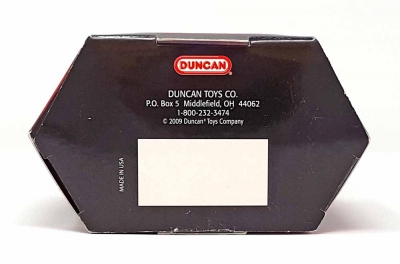 DUNCAN
DUNCAN TOYS CO.
P.O. Box 5 Middlefield, OH 44062
1-800-232-3474
© 2009 Duncan® Toys Company
MADE IN USA